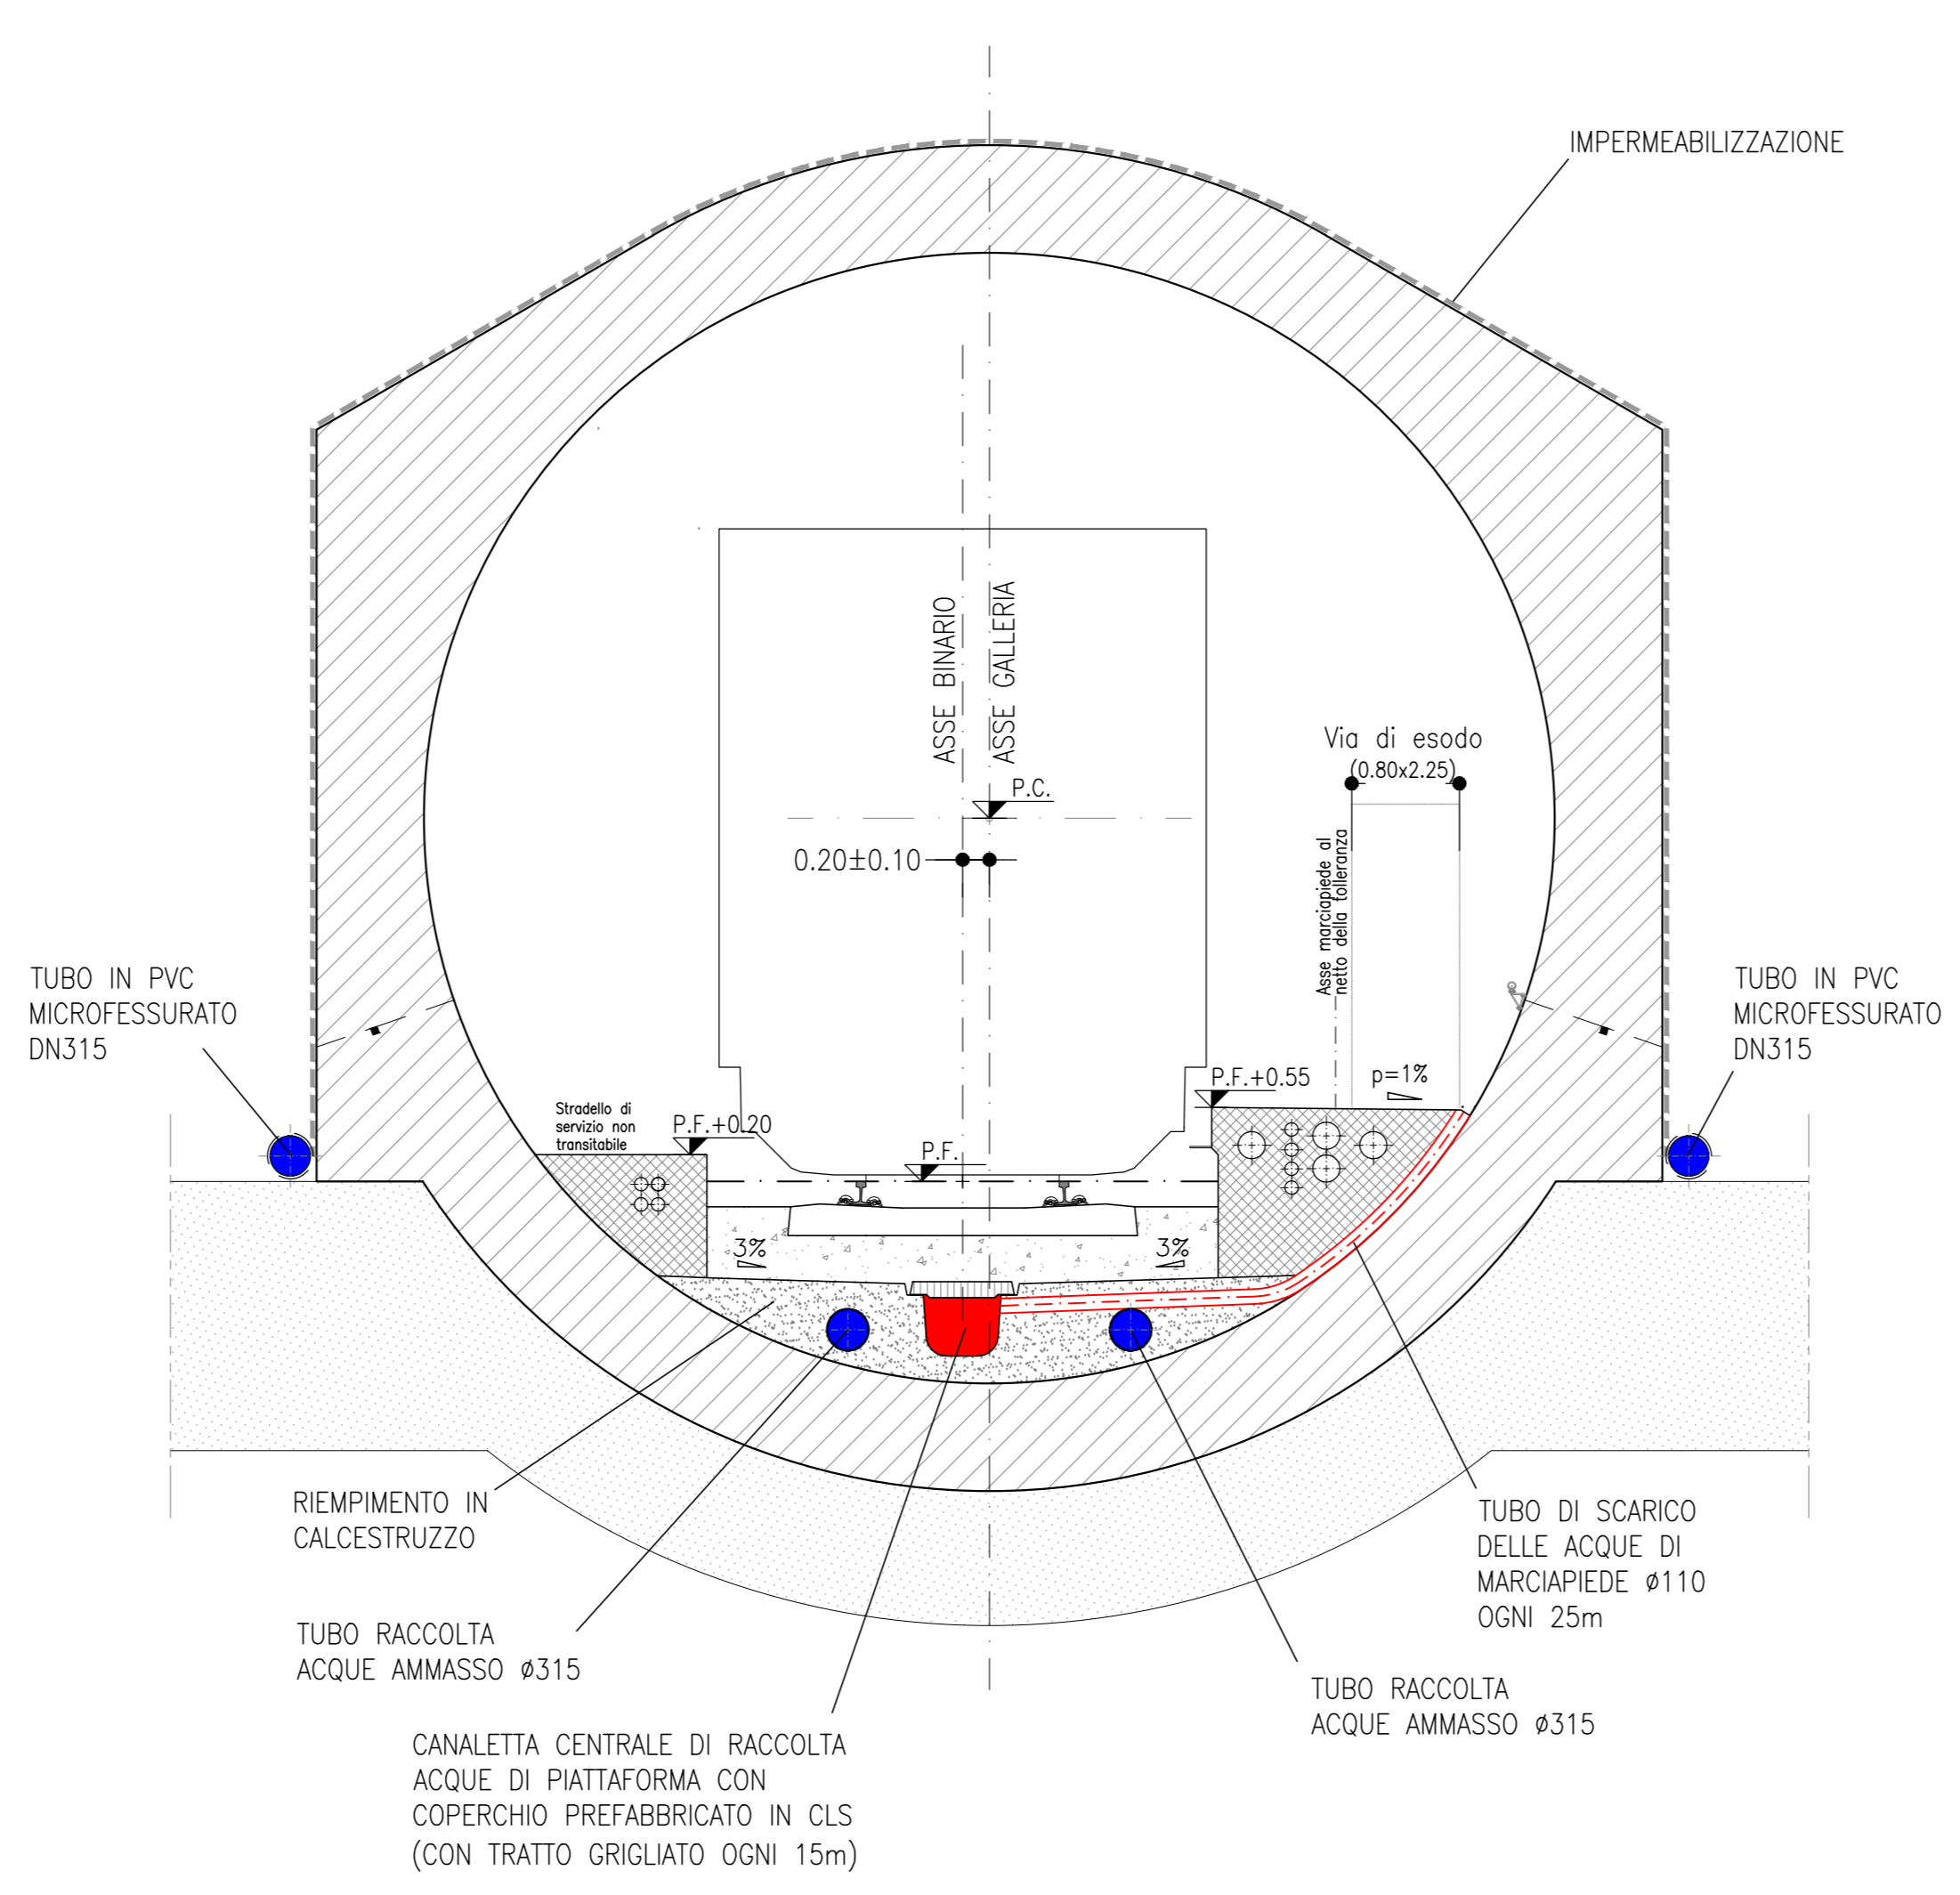 IMPERMEABILIZZAZIONE
ASSE BINARIO
ASSE GALLERIA
Via di esodo
(0.80x2.25)
P.C.
0.20±0.10
Asse marciapiede al
netto della tolleranza
TUBO IN PVC
MICROFESSURATO
DN315
TUBO IN PVC
MICROFESSURATO
DN315
P.F.+0.55
p=1%
Stradello di
servizio non
transitabile
P.F.+0.20
P.F.
3%
3%
RIEMPIMENTO IN
CALCESTRUZZO
TUBO DI SCARICO
DELLE ACQUE DI
MARCIAPIEDE ø110
OGNI 25m
TUBO RACCOLTA
ACQUE AMMASSO ø315
TUBO RACCOLTA
ACQUE AMMASSO ø315
CANALETTA CENTRALE DI RACCOLTA
ACQUE DI PIATTAFORMA CON
COPERCHIO PREFABBRICATO IN CLS
(CON TRATTO GRIGLIATO OGNI 15m)